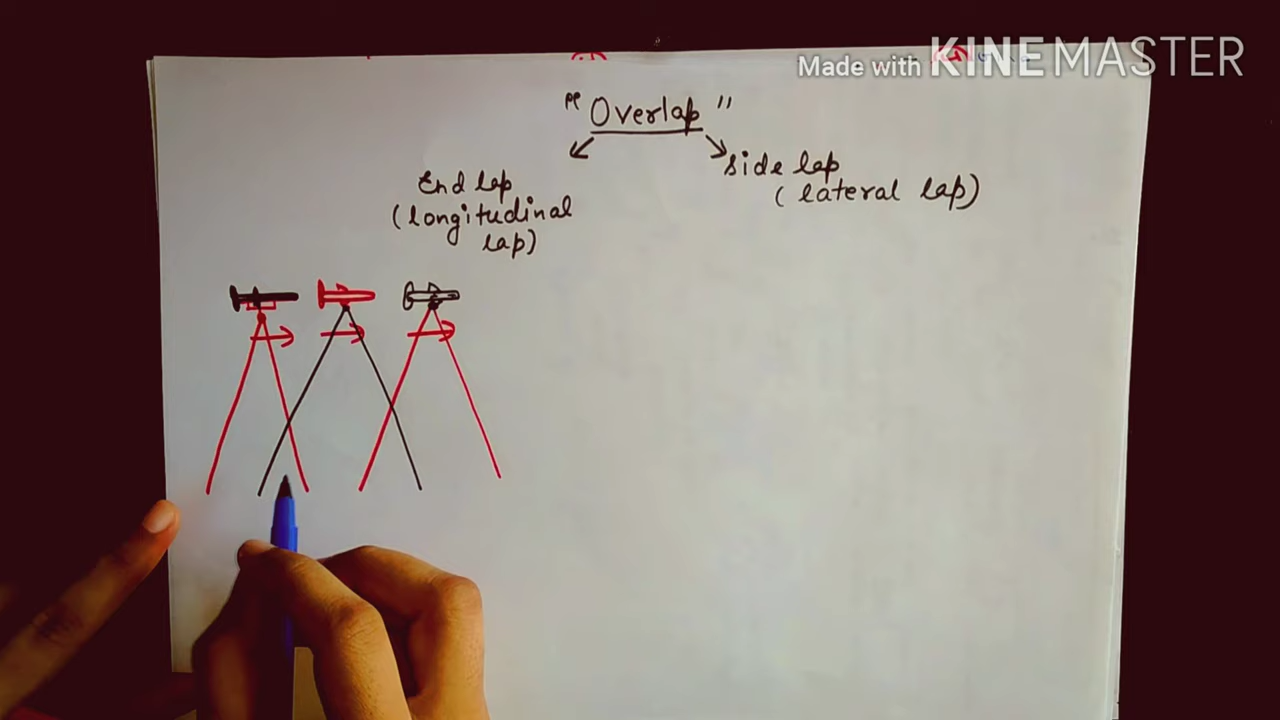 Made with KINEMASTER
"Overlap"
End lap
(longitudinal
lap)
side lap
(lateral lap)